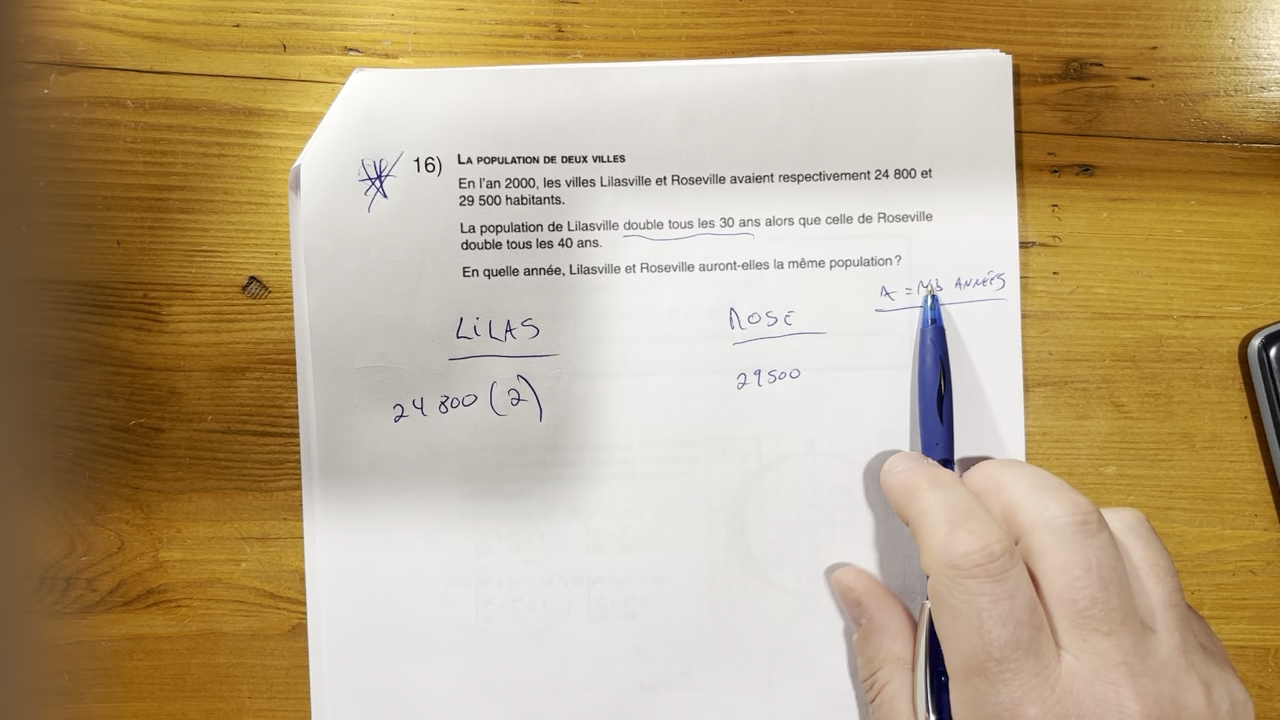 16) LA POPULATION DE DEUX VILLES
En l'an 2000, les villes Lilasville et Roseville avaient respectivement 24 800 et
29 500 habitants.
La population de Lilasville double tous les 30 ans alors que celle de Roseville
double tous les 40 ans.
En quelle année, Lilasville et Roseville auront-elles la même population ?
A = Nb ANNÉES
LILAS
ROSE
24 800 (2)
29500